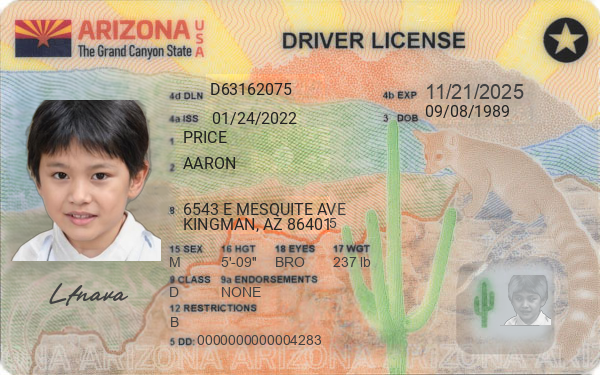 ARIZONA USA
The Grand Canyon State
DRIVER LICENSE
4d DLN D63162075
4b EXP 11/21/2025
4a ISS 01/24/2022
3 DOB 09/08/1989
1 PRICE
2 AARON
8 6543 E MESQUITE AVE
KINGMAN, AZ 864015
15 SEX 16 HGT 18 EYES 17 WGT
M 5'-09" BRO 237 lb
9 CLASS 9a ENDORSEMENTS
D NONE
12 RESTRICTIONS
B
5 DD: 0000000000004283
ARIZONA ARIZONA ARIZONA ARIZONA